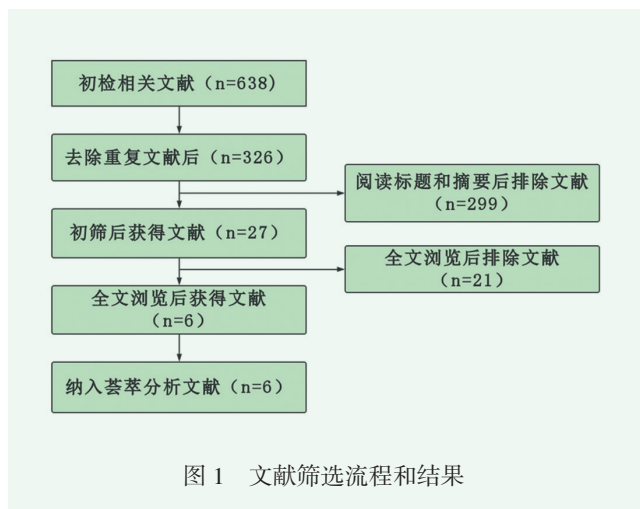 初检相关文献（n=638)
去除重复文献后（n=326）
阅读标题和摘要后排除文献
（n=299）
初筛后获得文献（n=27）
全文浏览后排除文献
（n=21）
全文浏览后获得文献
（n=6）
纳入荟萃分析文献（n=6）
图 1　文献筛选流程和结果